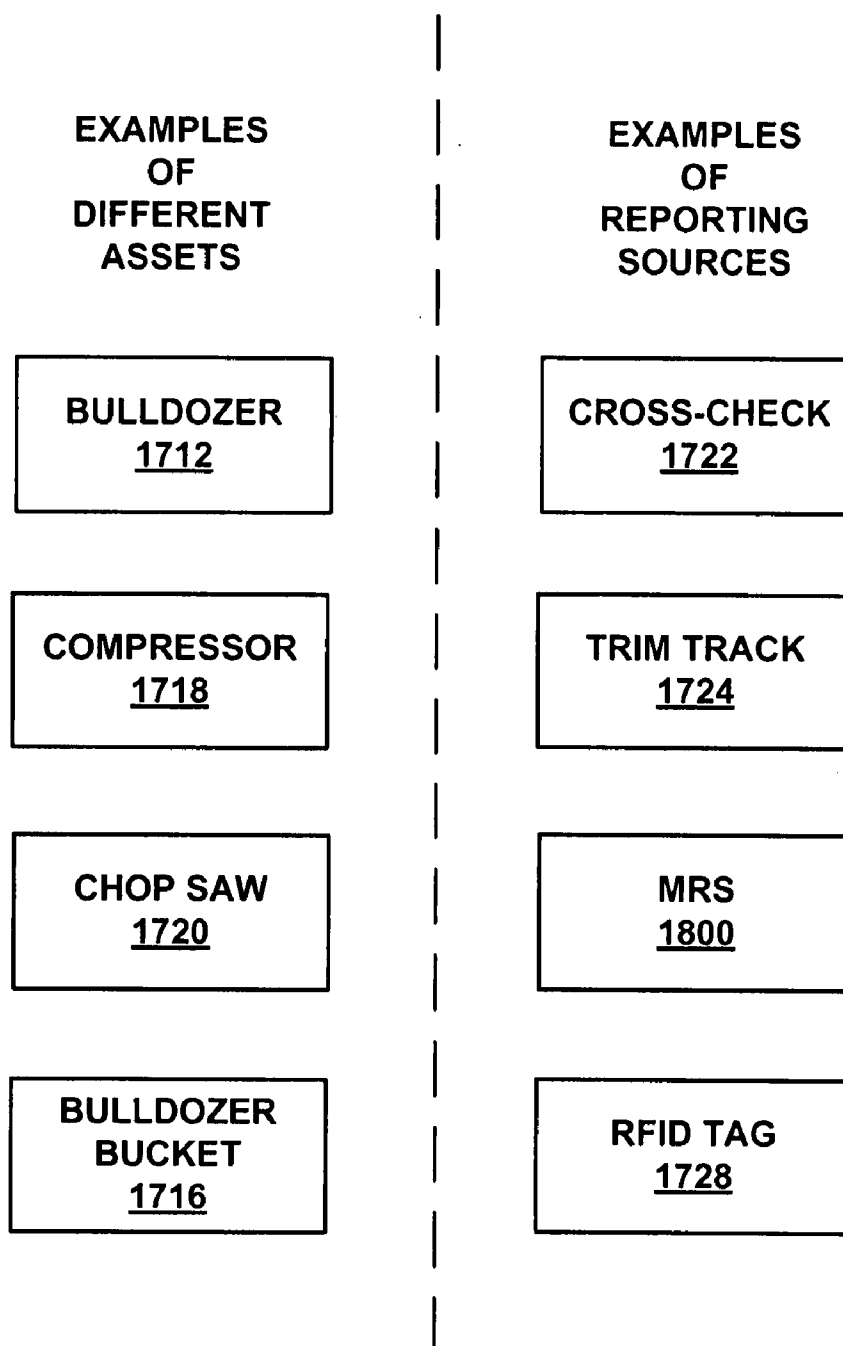 EXAMPLES
OF
DIFFERENT
ASSETS
BULLDOZER
1712
COMPRESSOR
1718
CHOP SAW
1720
BULLDOZER
BUCKET
1716
EXAMPLES
OF
REPORTING
SOURCES
CROSS-CHECK
1722
TRIM TRACK
1724
MRS
1800
RFID TAG
1728